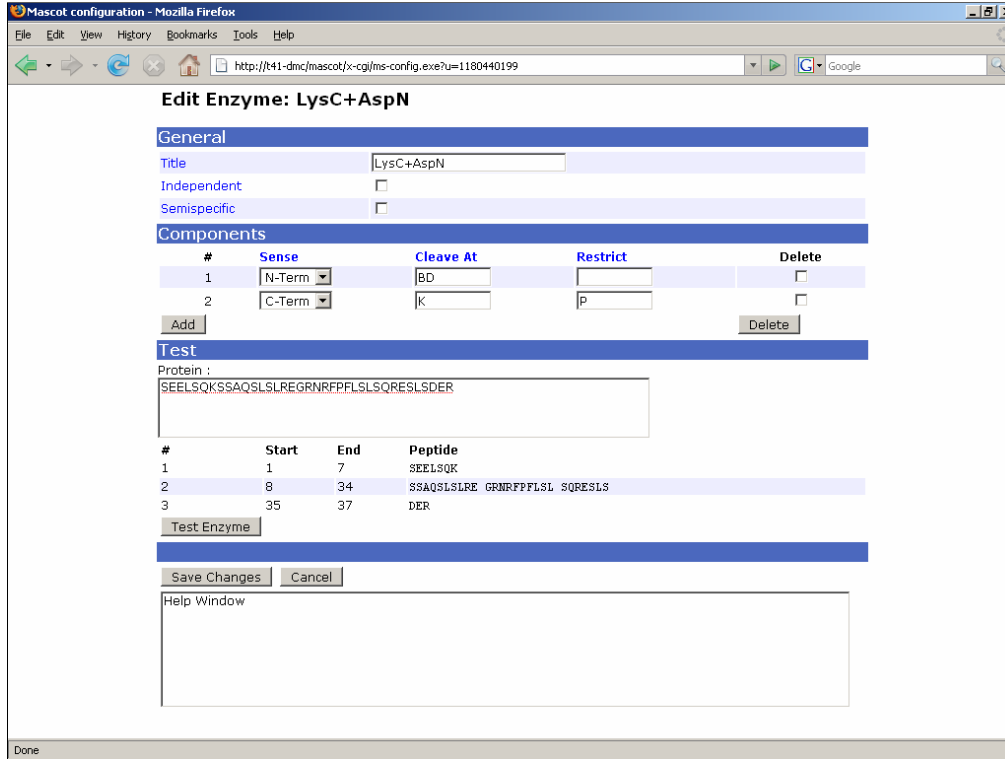 Mascot configuration - Mozilla Firefox
File Edit View History Bookmarks Tools Help
http://t41-dmc/mascot/x-cgi/ms-config.exe?u=1180440199 G Google
Edit Enzyme: LysC+AspN
General
Title LysC+AspN
Independent
Semispecific
Components
# Sense Cleave At Restrict Delete
1 N-Term BD
2 C-Term K P
Add Delete
Test
Protein :
SEELSQKSSAQSLSLREGRNRFPFLSLSQRESLSDER
# Start End Peptide
1 1 7 SEELSQK
2 8 34 SSAQSLSLRE GRNRFPFLSL SQRESLS
3 35 37 DER
Test Enzyme
Save Changes Cancel
Help Window
Done